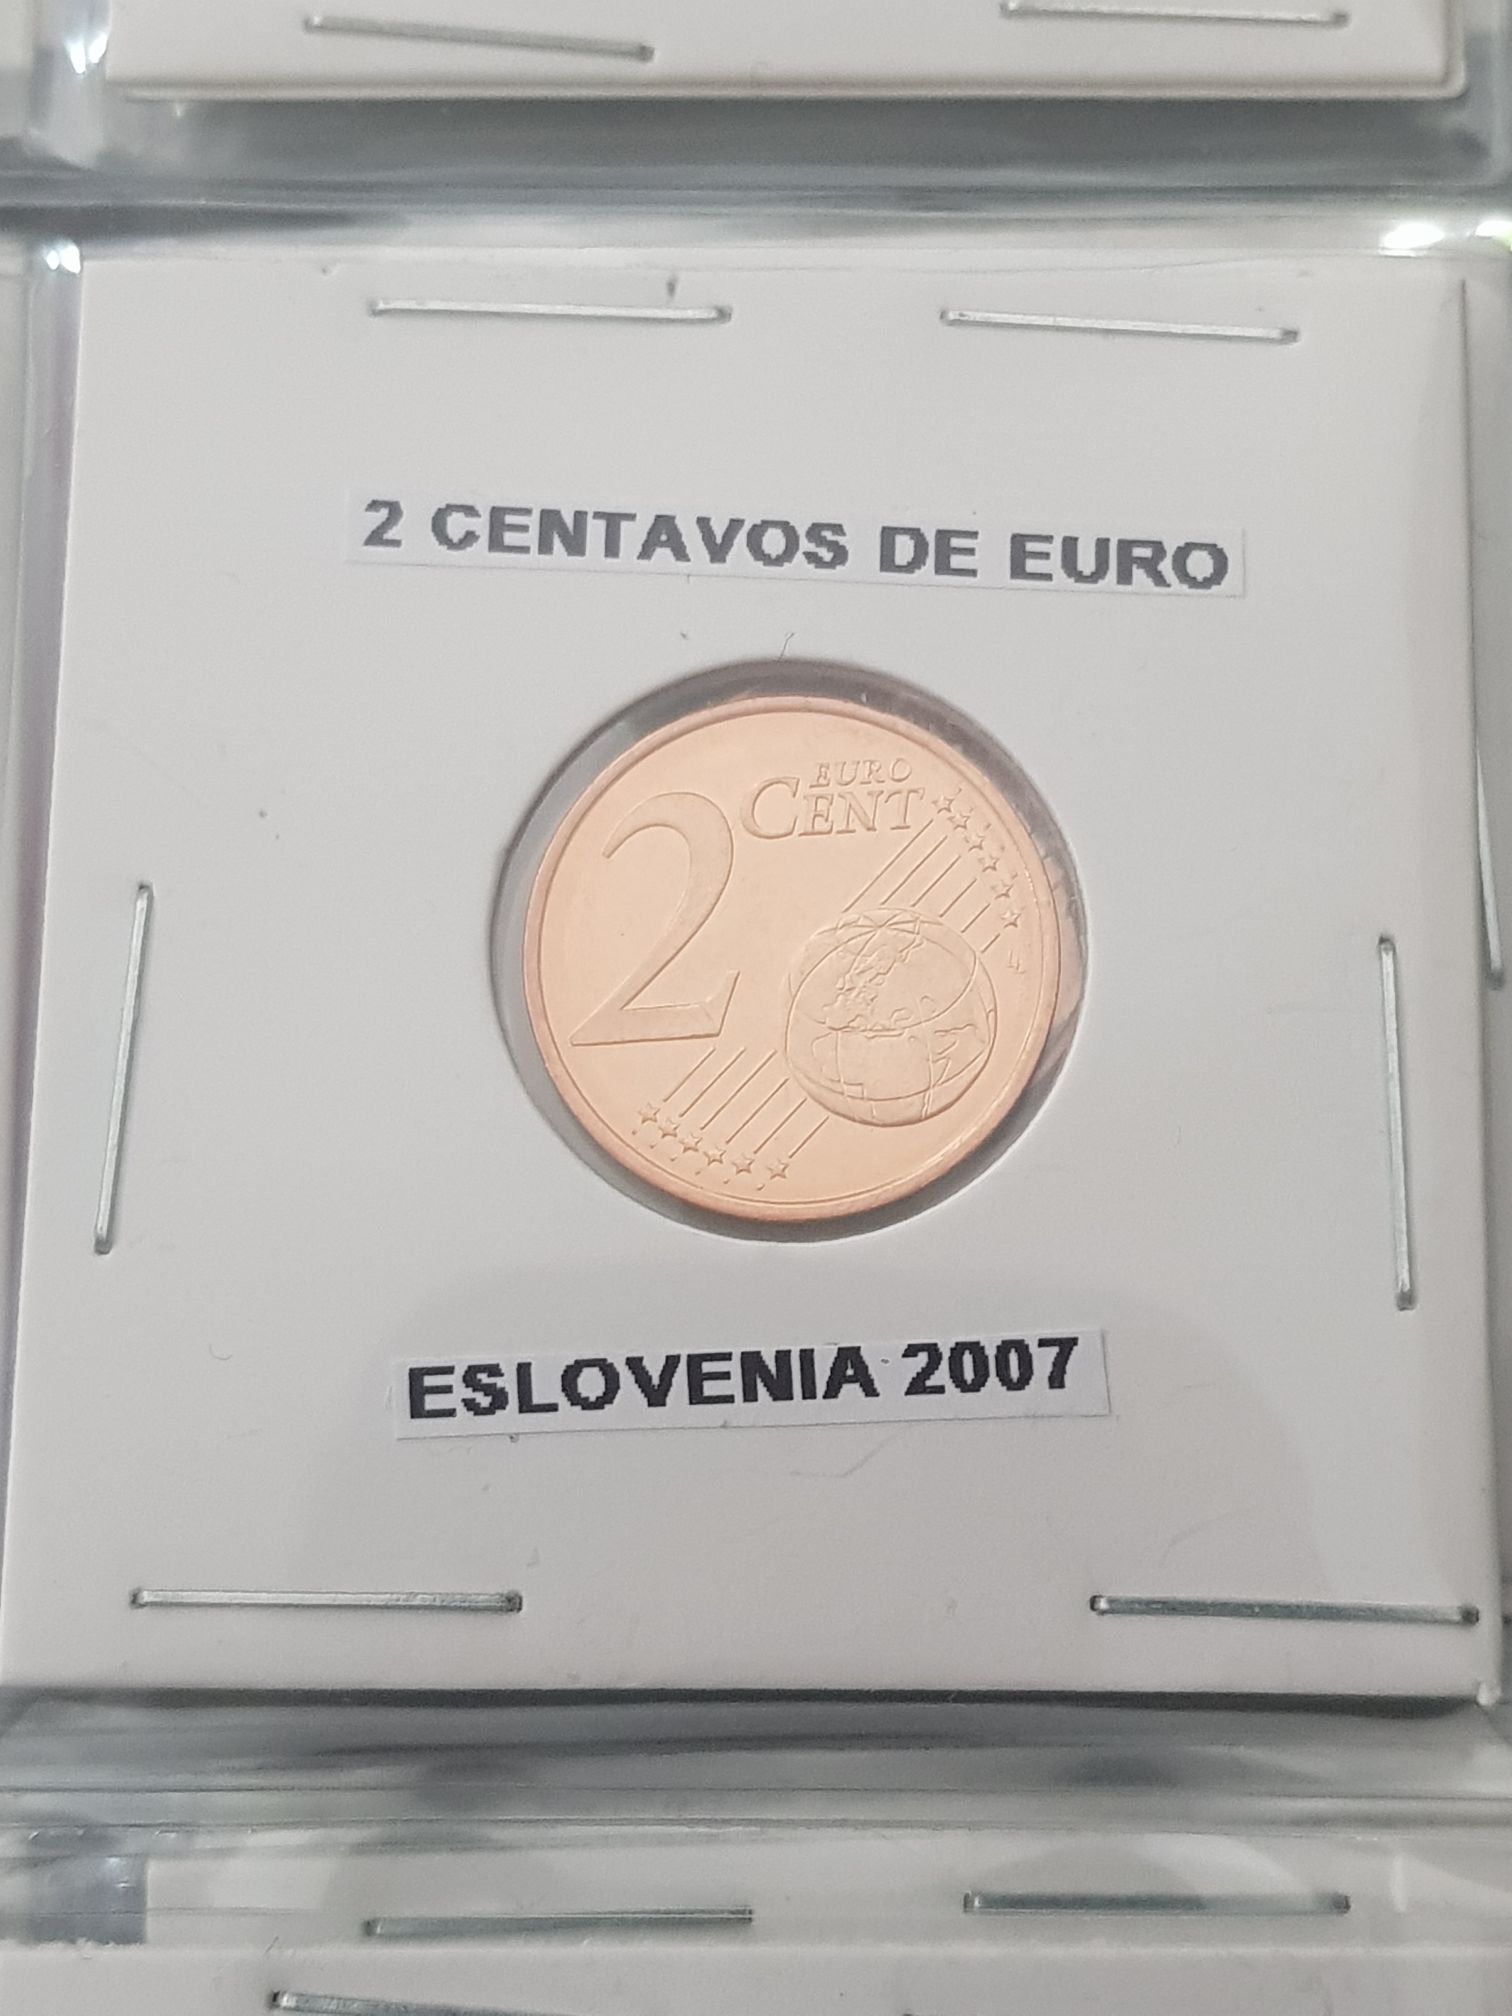 2 CENTAVOS DE EURO
2 EURO
CENT
ESLOVENIA 2007